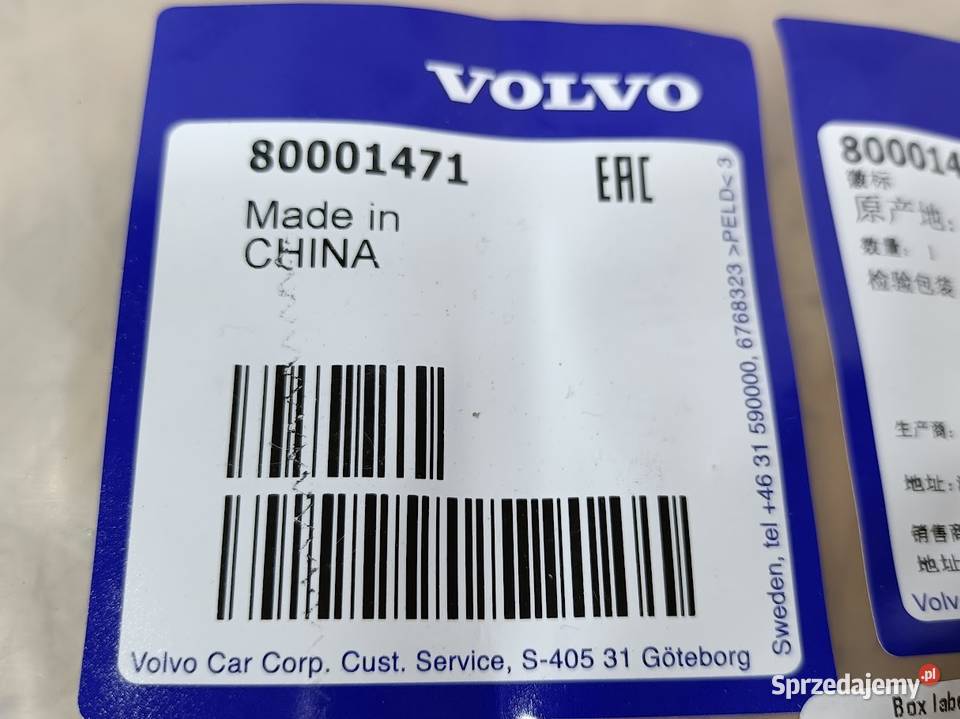 VOLVO
80001471
EAC
Made in
CHINA
Volvo Car Corp. Cust. Service, S-405 31 Göteborg
Sweden, tel +46 31 590000, 6768323 >PELD< 3
800014
徽标
原产地:
数量: 1
检验包装
生产商:
地址:
销售商
地址
Volv
Box labe
Sprzedajemy.pl